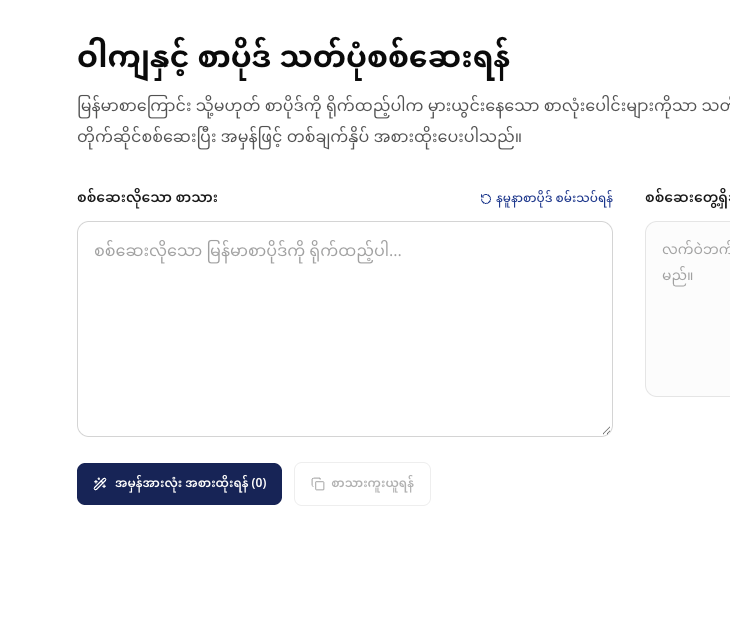 ဝါကျနှင့် စာပိုဒ် သတ်ပုံစစ်ဆေးရန်
မြန်မာစာကြောင်း သို့မဟုတ် စာပိုဒ်ကို ရိုက်ထည့်ပါက မှားယွင်းနေသော စာလုံးပေါင်းများကိုသာ
တိုက်ဆိုင်စစ်ဆေးပြီး အမှန်ဖြင့် တစ်ချက်နှိပ် အစားထိုးပေးပါသည်။
စစ်ဆေးလိုသော စာသား
နမူနာစာပိုဒ် စမ်းသပ်ရန်
စစ်ဆေးလိုသော မြန်မာစာပိုဒ်ကို ရိုက်ထည့်ပါ...
မည်။
အမှန်အားလုံး အစားထိုးရန် (0)
စာသားကူးယူရန်